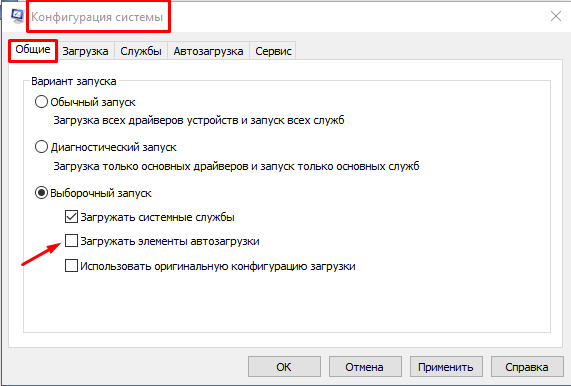 Конфигурация системы
Общие Загрузка Службы Автозагрузка Сервис
Вариант запуска
Обычный запуск
Загрузка всех драйверов устройств и запуск всех служб
Диагностический запуск
Загрузка только основных драйверов и запуск только основных служб
Выборочный запуск
Загружать системные службы
Загружать элементы автозагрузки
Использовать оригинальную конфигурацию загрузки
ОК Отмена Применить Справка